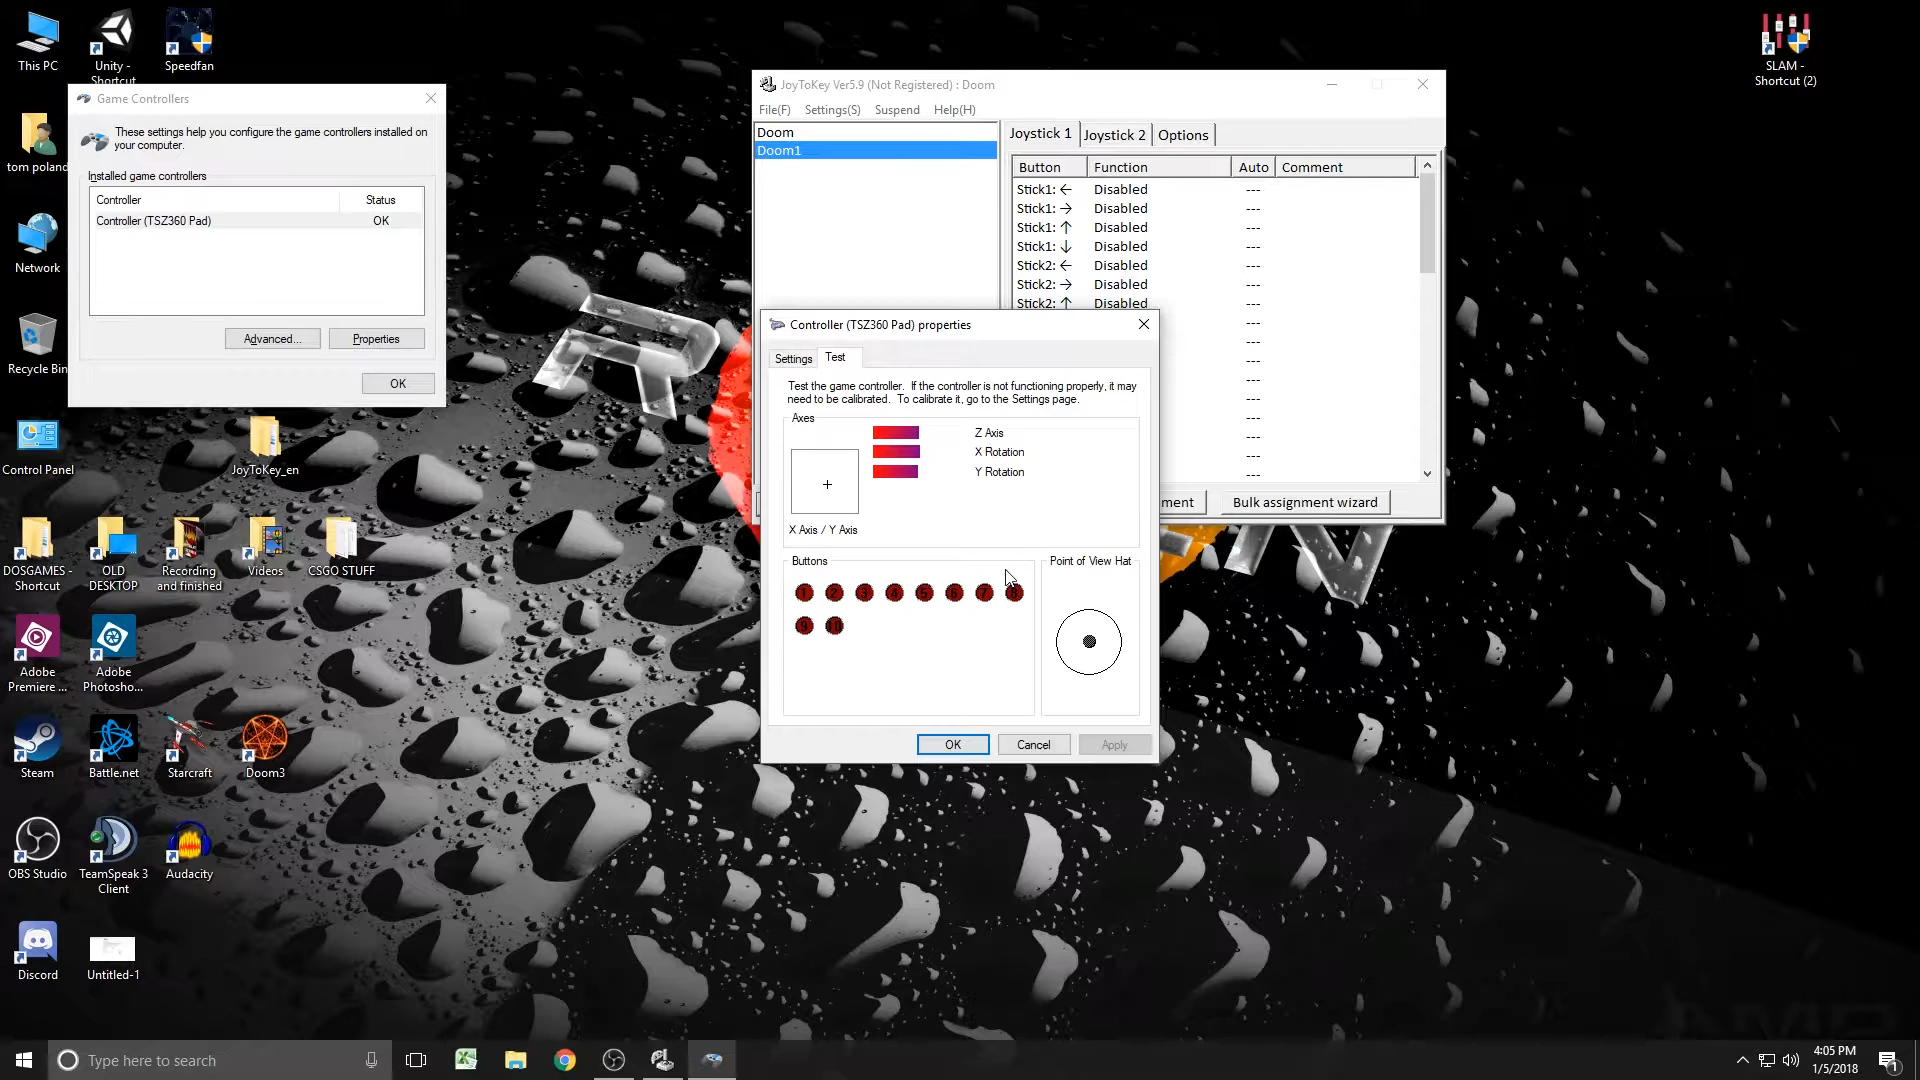 This PC
Unity -
Shortcut
Speedfan
SLAM -
Shortcut (2)
tom poland
Network
Recycle Bin
Control Panel
JoyToKey_en
DOSGAMES -
Shortcut
OLD
DESKTOP
Recording
and finished
Videos
CSGO STUFF
Adobe
Premiere ...
Adobe
Photosho...
Steam
Battle.net
Starcraft
Doom3
OBS Studio
TeamSpeak 3
Client
Audacity
Discord
Untitled-1
Game Controllers
These settings help you configure the game controllers installed on
your computer.
Installed game controllers
Controller Status
Controller (TSZ360 Pad) OK
Advanced... Properties
OK
JoyToKey Ver5.9 (Not Registered) : Doom
File(F) Settings(S) Suspend Help(H)
Doom
Doom1
Joystick 1 Joystick 2 Options
Button Function Auto Comment
Stick1: ← Disabled ---
Stick1: → Disabled ---
Stick1: ↑ Disabled ---
Stick1: ↓ Disabled ---
Stick2: ← Disabled ---
Stick2: → Disabled ---
Stick2: ↑ Disabled ---
---
---
---
---
---
---
---
---
---
ment Bulk assignment wizard
Controller (TSZ360 Pad) properties
Settings Test
Test the game controller. If the controller is not functioning properly, it may
need to be calibrated. To calibrate it, go to the Settings page.
Axes
Z Axis
X Rotation
Y Rotation
X Axis / Y Axis
Buttons
1 2 3 4 5 6 7 8
9 10
Point of View Hat
OK Cancel Apply
Type here to search
4:05 PM
1/5/2018
1